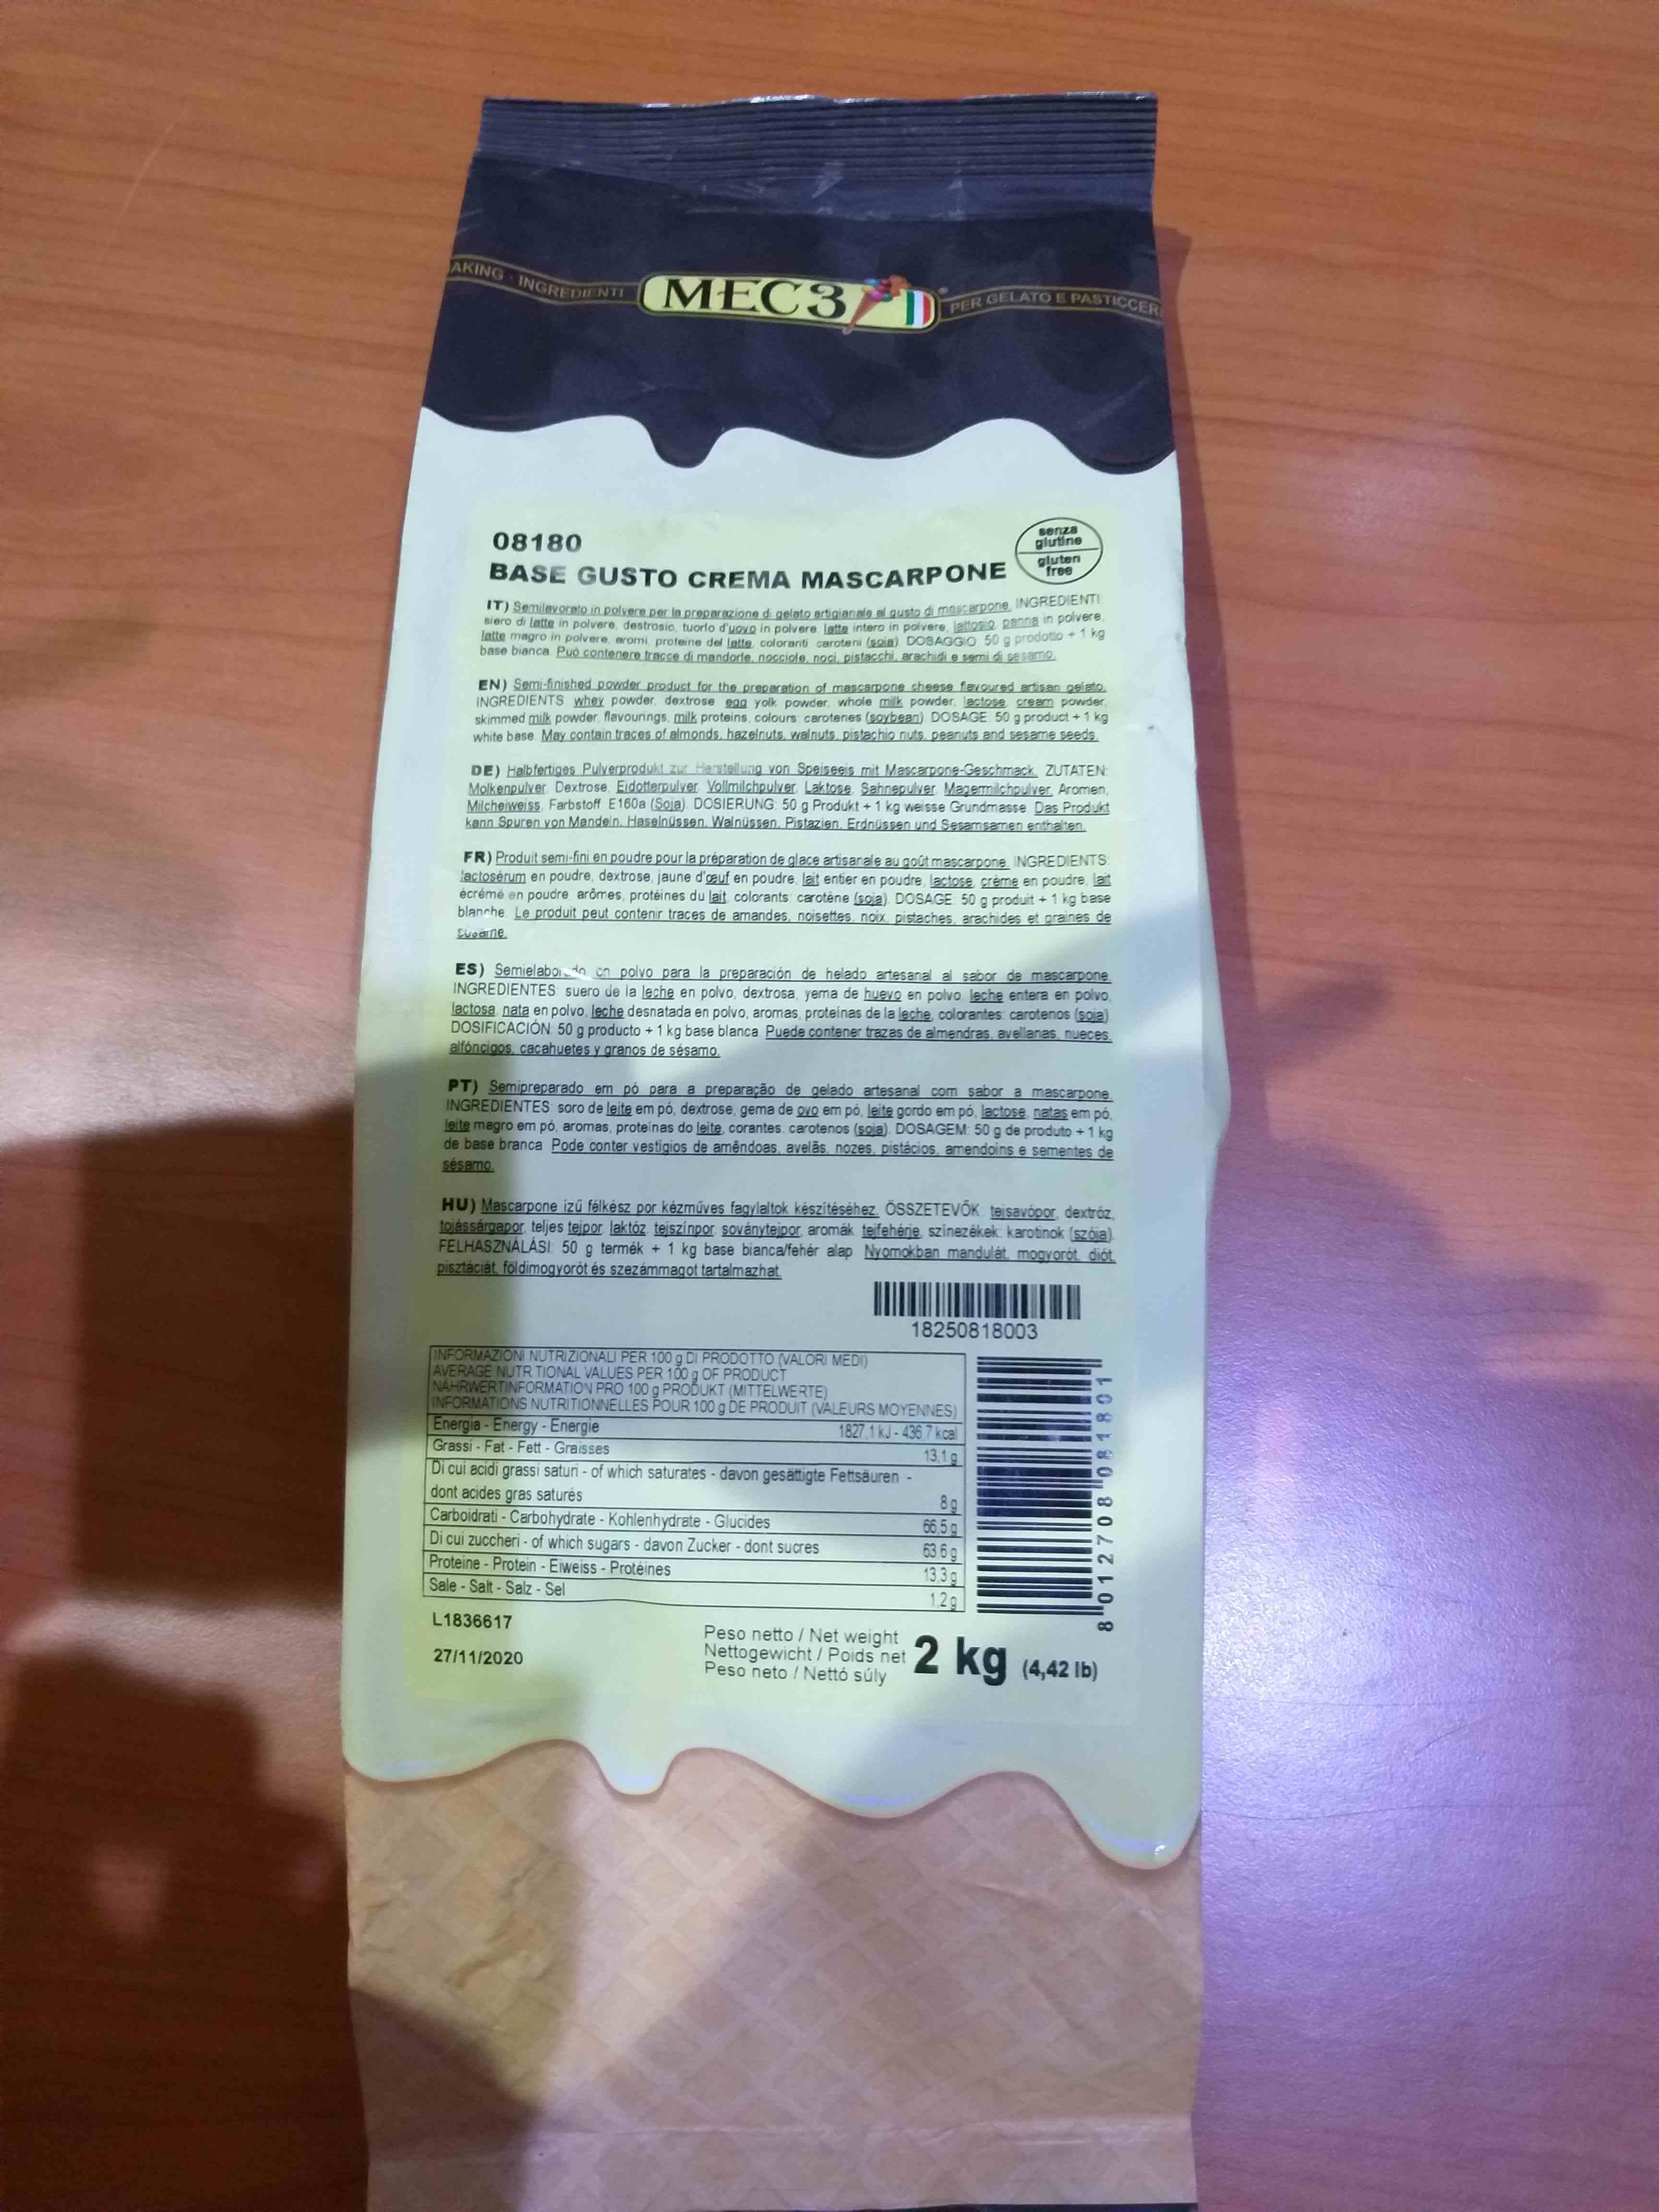 AKING - INGREDIENTI
MEC3
PER GELATO E PASTICCER
08180
BASE GUSTO CREMA MASCARPONE
senza
glutine
gluten
free
IT) Semilavorato in polvere per la preparazione di gelato artigianale al gusto di mascarpone. INGREDIENTI:
siero di latte in polvere, destrosio, tuorlo d'uovo in polvere, latte intero in polvere, lattosio, panna in polvere,
latte magro in polvere, aromi, proteine del latte, coloranti: caroteni (soia). DOSAGGIO: 50 g prodotto + 1 kg
base bianca. Può contenere tracce di mandorle, nocciole, noci, pistacchi, arachidi e semi di sesamo.
EN) Semi-finished powder product for the preparation of mascarpone cheese flavoured artisan gelato.
INGREDIENTS: whey powder, dextrose, egg yolk powder, whole milk powder, lactose, cream powder,
skimmed milk powder, flavourings, milk proteins, colours: carotenes (soybean). DOSAGE: 50 g product + 1 kg
white base. May contain traces of almonds, hazelnuts, walnuts, pistachio nuts, peanuts and sesame seeds.
DE) Halbfertiges Pulverprodukt zur Herstellung von Speiseeis mit Mascarpone-Geschmack. ZUTATEN:
Molkenpulver, Dextrose, Eidotterpulver, Vollmilchpulver, Laktose, Sahnepulver, Magermilchpulver, Aromen,
Milcheiweiss, Farbstoff: E160a (Soja). DOSIERUNG: 50 g Produkt + 1 kg weisse Grundmasse. Das Produkt
kann Spuren von Mandeln, Haselnüssen, Walnüssen, Pistazien, Erdnüssen und Sesamsamen enthalten.
FR) Produit semi-fini en poudre pour la préparation de glace artisanale au goût mascarpone. INGREDIENTS:
lactosérum en poudre, dextrose, jaune d'œuf en poudre, lait entier en poudre, lactose, crème en poudre, lait
écrémé en poudre, arômes, protéines du lait, colorants: carotène (soja). DOSAGE: 50 g produit + 1 kg base
blanche. Le produit peut contenir traces de amandes, noisettes, noix, pistaches, arachides et graines de
sésame.
ES) Semielaborado en polvo para la preparación de helado artesanal al sabor de mascarpone.
INGREDIENTES: suero de la leche en polvo, dextrosa, yema de huevo en polvo, leche entera en polvo,
lactosa, nata en polvo, leche desnatada en polvo, aromas, proteínas de la leche, colorantes: carotenos (soja).
DOSIFICACIÓN: 50 g producto + 1 kg base blanca. Puede contener trazas de almendras, avellanas, nueces,
alfóncigos, cacahuetes y granos de sésamo.
PT) Semipreparado em pó para a preparação de gelado artesanal com sabor a mascarpone.
INGREDIENTES: soro de leite em pó, dextrose, gema de ovo em pó, leite gordo em pó, lactose, natas em pó,
leite magro em pó, aromas, proteínas do leite, corantes: carotenos (soja). DOSAGEM: 50 g de produto + 1 kg
de base branca. Pode conter vestígios de amêndoas, avelãs, nozes, pistácios, amendoins e sementes de
sésamo.
HU) Mascarpone ízű félkész por kézműves fagylaltok készítéséhez. ÖSSZETEVŐK: tejsavópor, dextróz,
tojássárgapor, teljes tejpor, laktóz, tejszínpor, soványtejpor, aromák, tejfehérje, színezékek: karotinok (szója).
FELHASZNÁLÁSI: 50 g termék + 1 kg base bianca/fehér alap. Nyomokban mandulát, mogyorót, diót,
pisztáciát, földimogyorót és szezámmagot tartalmazhat.
18250818003
INFORMAZIONI NUTRIZIONALI PER 100 g DI PRODOTTO (VALORI MEDI)
AVERAGE NUTR TIONAL VALUES PER 100 g OF PRODUCT
NÄHRWERTINFORMATION PRO 100 g PRODUKT (MITTELWERTE)
INFORMATIONS NUTRITIONNELLES POUR 100 g DE PRODUIT (VALEURS MOYENNES)
Energia - Energy - Energie 1827,1 kJ - 436,7 kcal
Grassi - Fat - Fett - Graisses 13,1 g
Di cui acidi grassi saturi - of which saturates - davon gesättigte Fettsäuren -
dont acides gras saturés 8 g
Carboidrati - Carbohydrate - Kohlenhydrate - Glucides 66,5 g
Di cui zuccheri - of which sugars - davon Zucker - dont sucres 63,6 g
Proteine - Protein - Eiweiss - Protéines 13,3 g
Sale - Salt - Salz - Sel 1,2 g
8 012708 081801
L1836617
27/11/2020
Peso netto / Net weight
Nettogewicht / Poids net
Peso neto / Nettó súly
2 kg (4,42 lb)